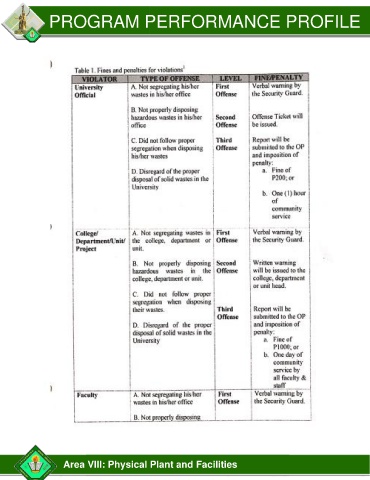 PROGRAM PERFORMANCE PROFILE
Table 1. Fines and penalties for violations
VIOLATOR TYPE OF OFFENSE LEVEL FINE/PENALTY
University Official
A. Not segregating his/her
wastes in his/her office
B. Not properly disposing
hazardous wastes in his/her
office
C. Did not follow proper
segregation when disposing
his/her wastes
D. Disregard of the proper
disposal of solid wastes in the
University
First
Offense
Verbal warning by
the Security Guard.
Second
Offense
Offense Ticket will
be issued.
Third
Offense
Report will be
submitted to the OP
and imposition of
penalty:
a. Fine of
P200; or
b. One (1) hour
of
community
service
College/
Department/Unit/
Project
A. Not segregating wastes in
the college, department or
unit.
B. Not properly disposing
hazardous wastes in the
college, department or unit.
C. Did not follow proper
segregation when disposing
their wastes.
D. Disregard of the proper
disposal of solid wastes in the
University
First
Offense
Verbal warning by
the Security Guard.
Second
Offense
Written warning
will be issued to the
college, department
or unit head.
Third
Offense
Report will be
submitted to the OP
and imposition of
penalty:
a. Fine of
P1000; or
b. One day of
community
service by
all faculty &
staff
Faculty
A. Not segregating his/her
wastes in his/her office
B. Not properly disposing
First
Offense
Verbal warning by
the Security Guard.
Area VIII: Physical Plant and Facilities